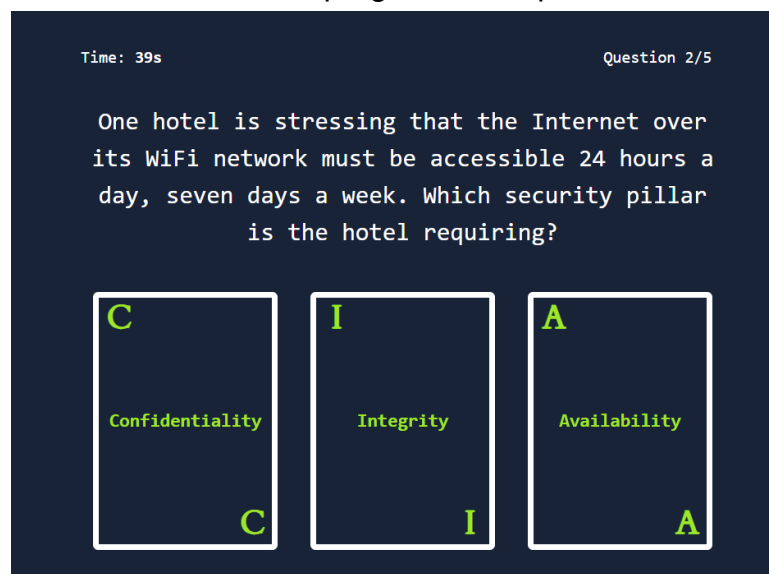 Time: 39s
Question 2/5
One hotel is stressing that the Internet over
its WiFi network must be accessible 24 hours a
day, seven days a week. Which security pillar
is the hotel requiring?
C
I
A
Confidentiality
Integrity
Availability
C
I
A